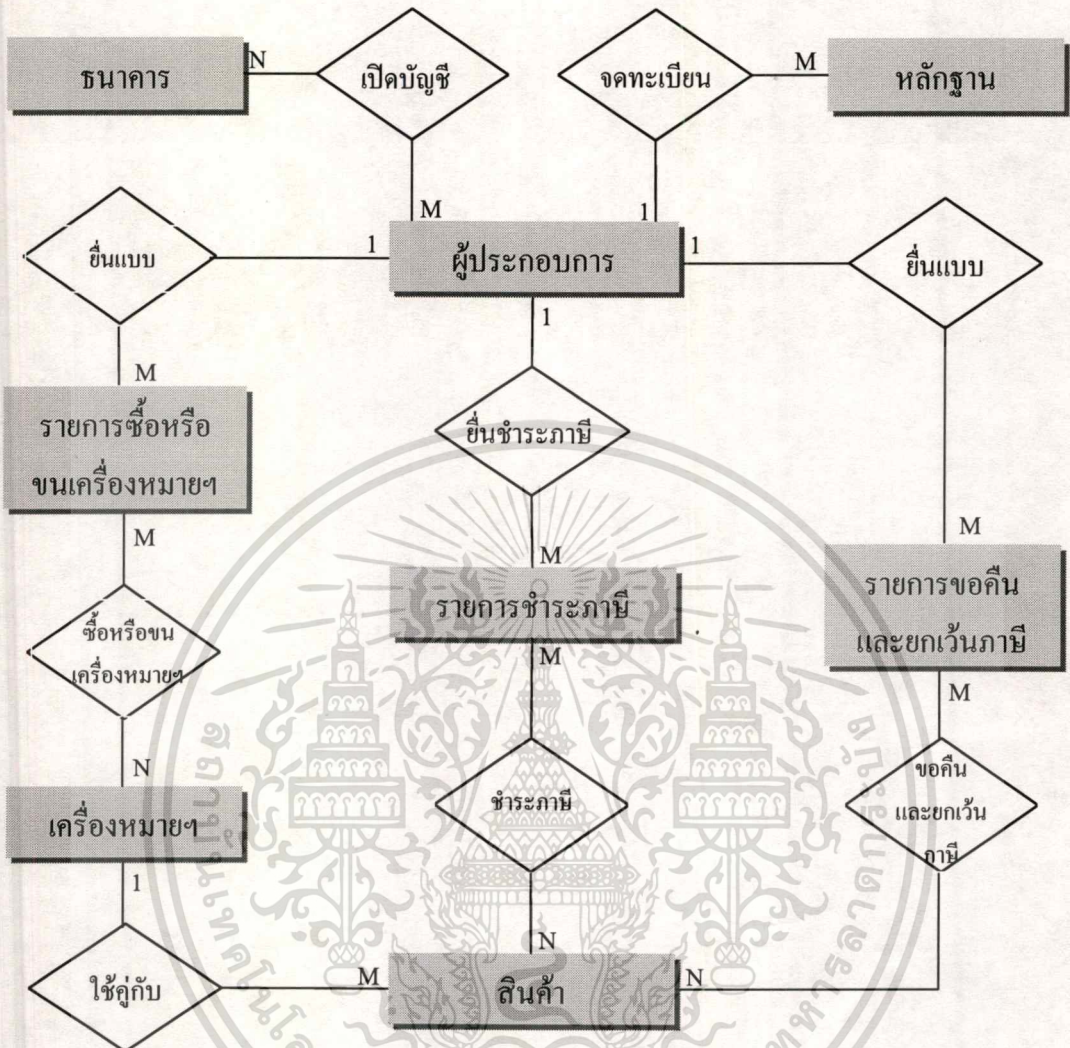 ธนาคาร
N
เปิดบัญชี
จดทะเบียน
M
หลักฐาน
M
1
ยื่นแบบ
1
ผู้ประกอบการ
1
ยื่นแบบ
1
M
รายการซื้อหรือ
ขนเครื่องหมายฯ
ยื่นชำระภาษี
M
M
M
รายการชำระภาษี
รายการขอคืน
และยกเว้นภาษี
ซื้อหรือขน
เครื่องหมายฯ
M
M
N
ขอคืน
และยกเว้น
ภาษี
เครื่องหมายฯ
ชำระภาษี
1
N
ใช้คู่กับ
M
สินค้า
N